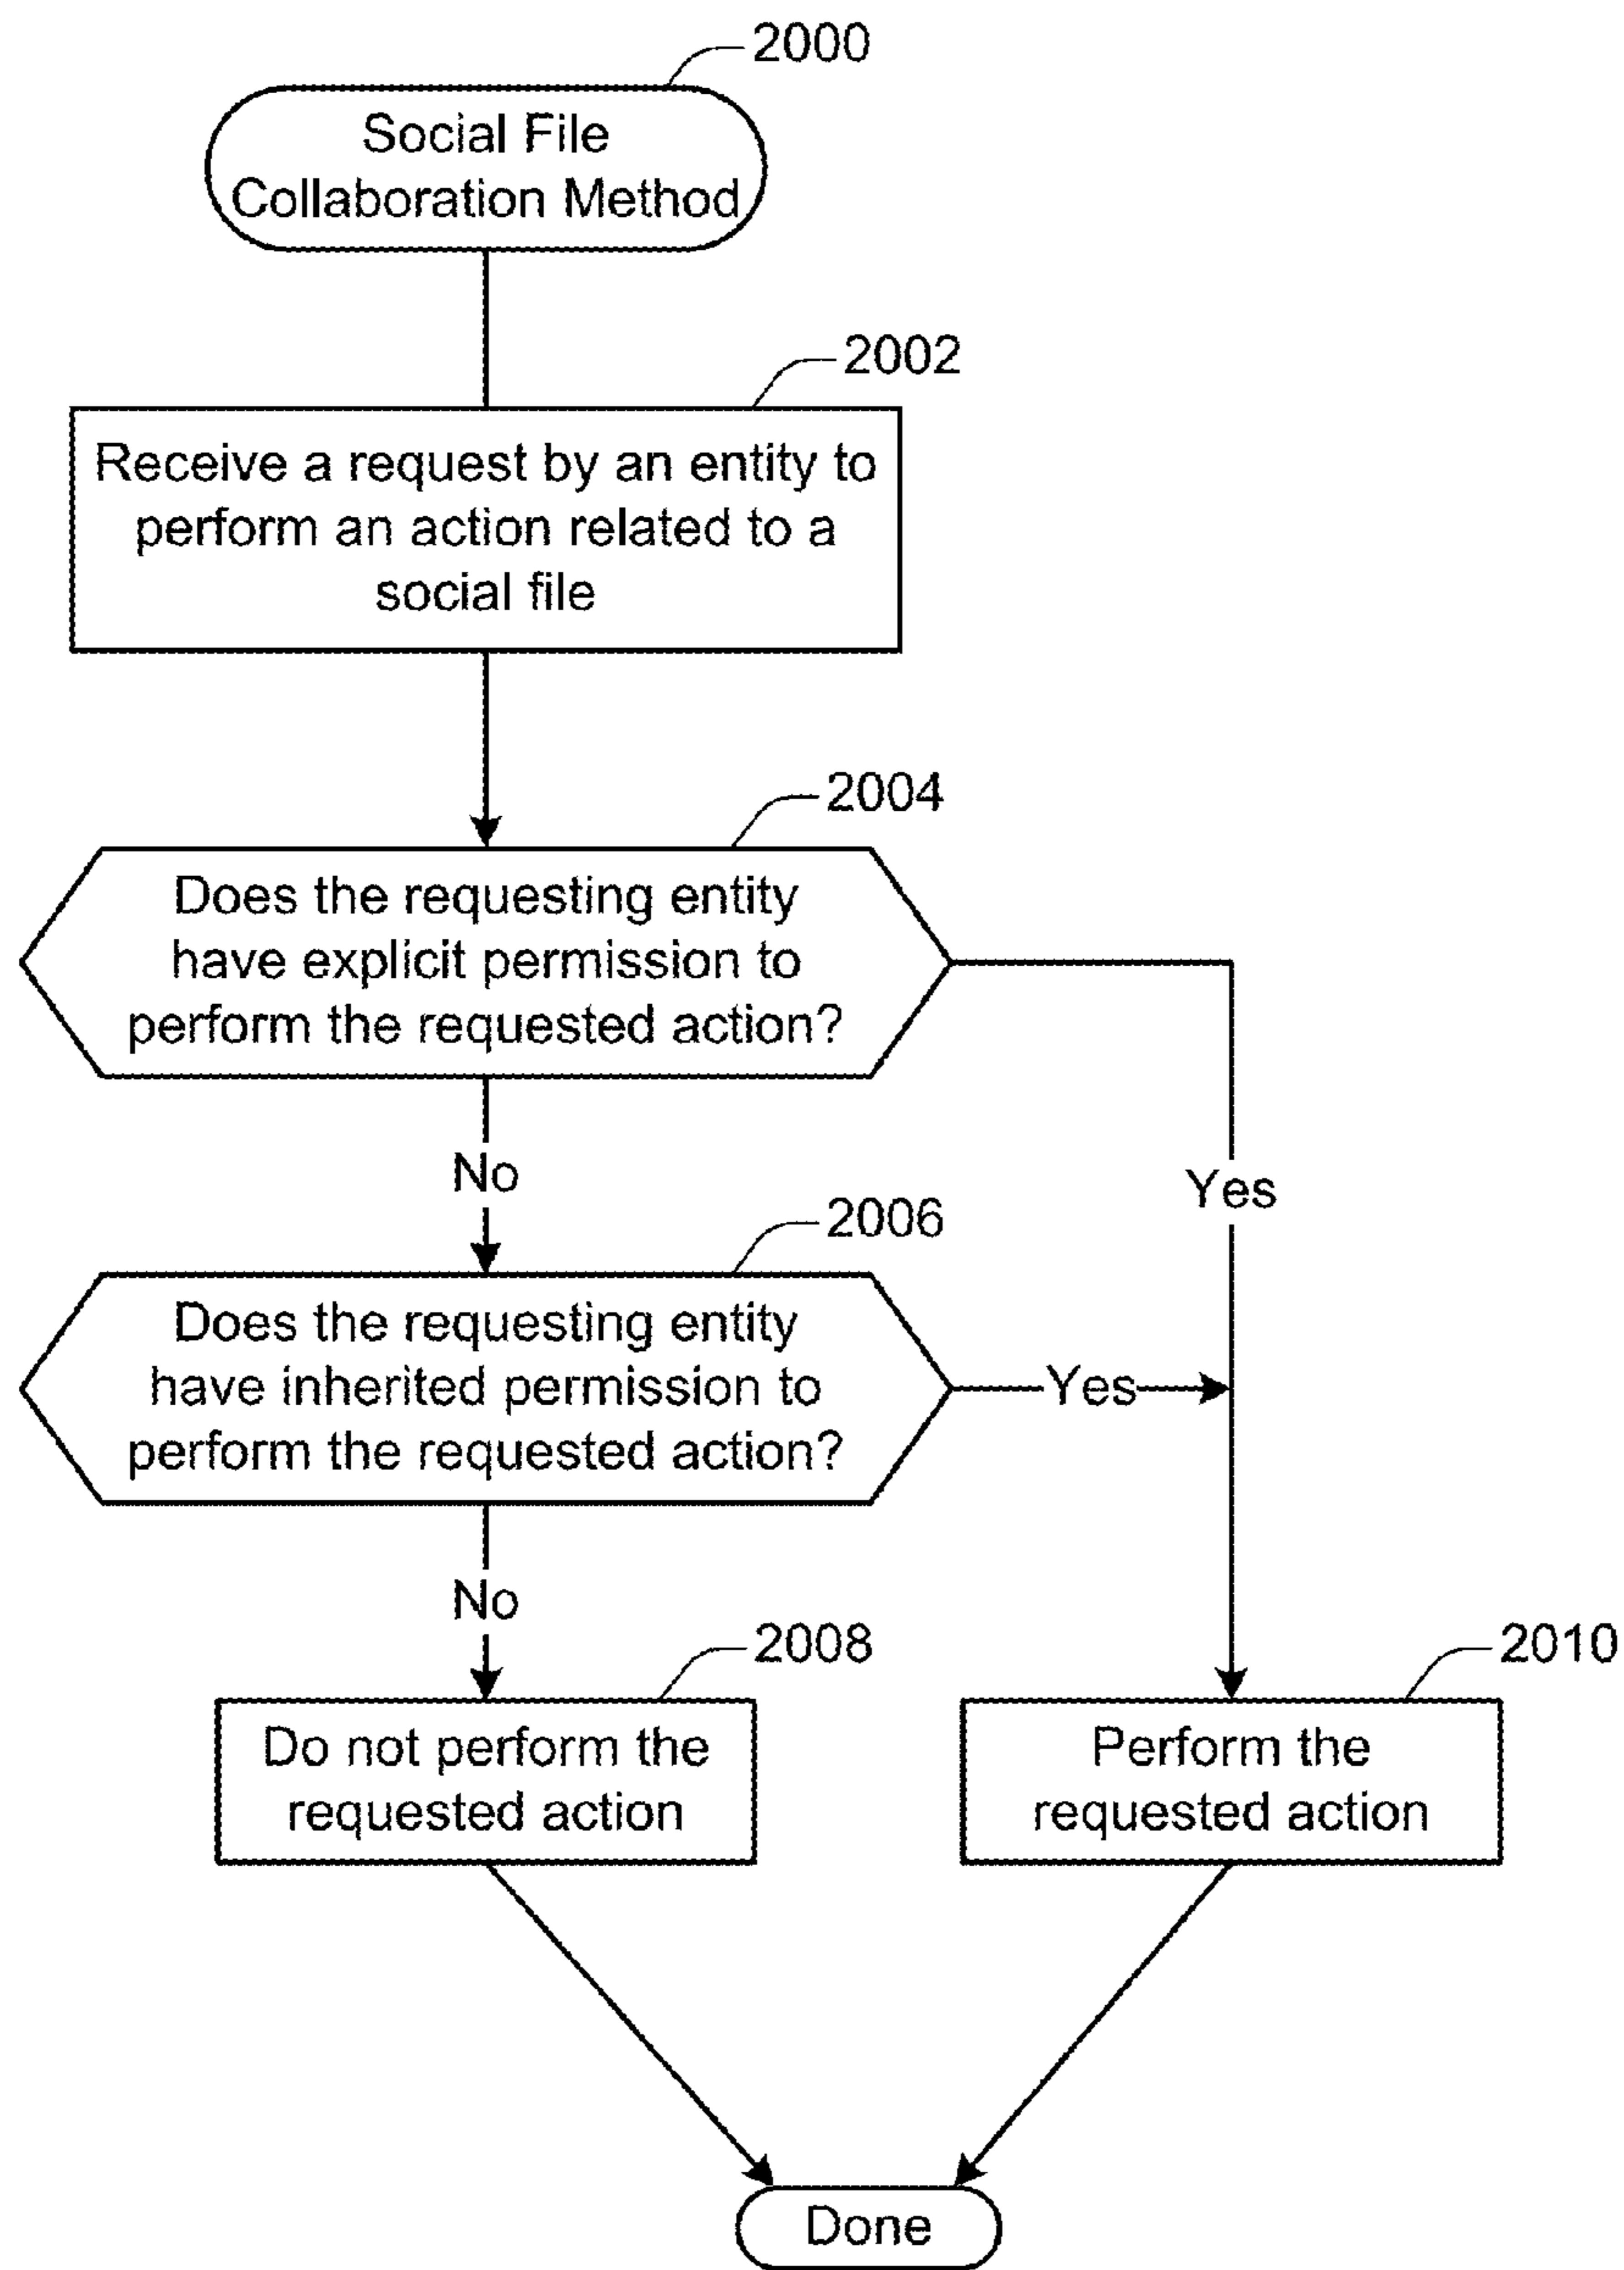 2000
Social File
Collaboration Method
2002
Receive a request by an entity to
perform an action related to a
social file
2004
Does the requesting entity
have explicit permission to
perform the requested action?
No
Yes
2006
Does the requesting entity
have inherited permission to
perform the requested action?
Yes
No
2008
Do not perform the
requested action
2010
Perform the
requested action
Done